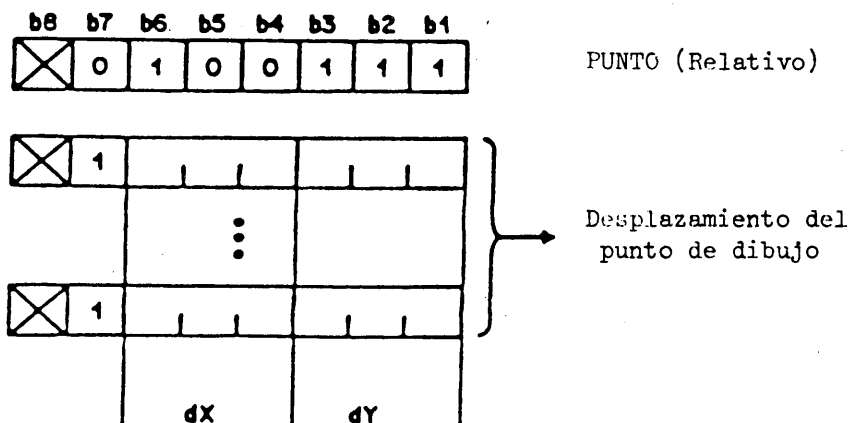 b8 b7 b6. b5 b4 b3 b2 b1
0 1 0 0 1 1 1
PUNTO (Relativo)
1
Desplazamiento del
punto de dibujo
1
dX dY